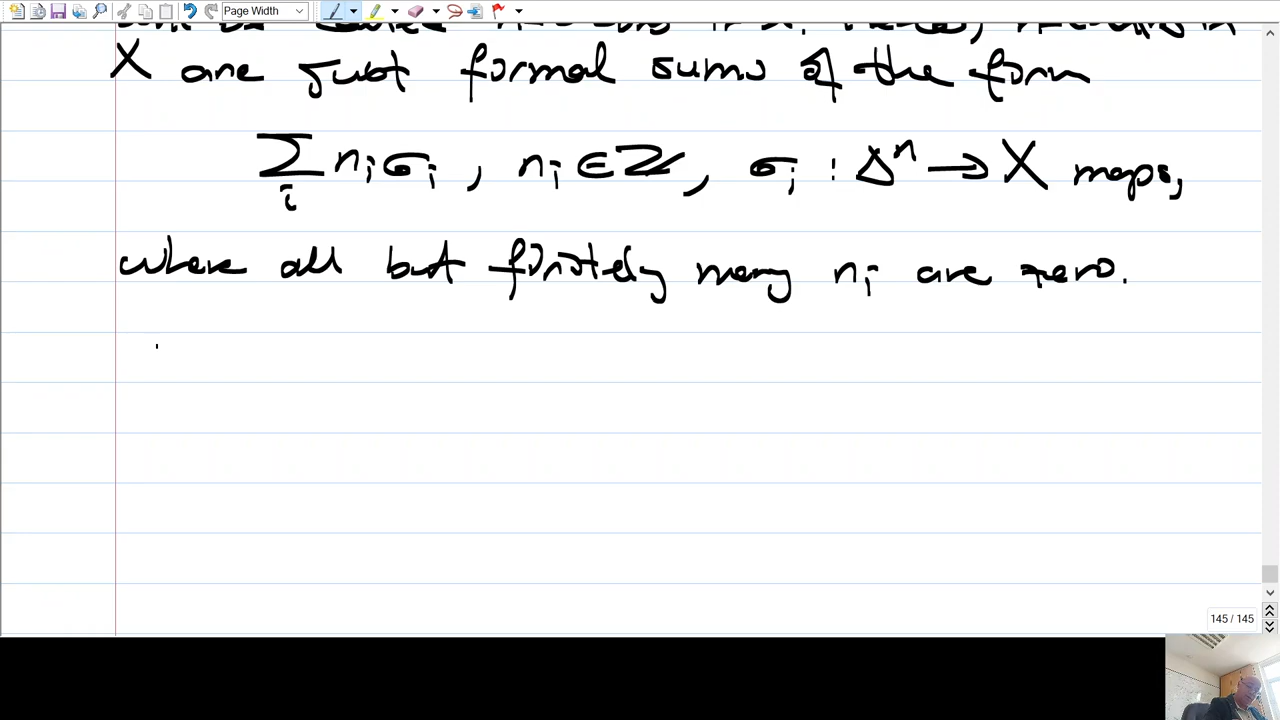 Page Width
X are just formal sums of the form
∑ᵢ nᵢσᵢ, nᵢ ∈ ℤ, σᵢ : Δⁿ → X maps,
where all but finitely many nᵢ are zero.
145 / 145